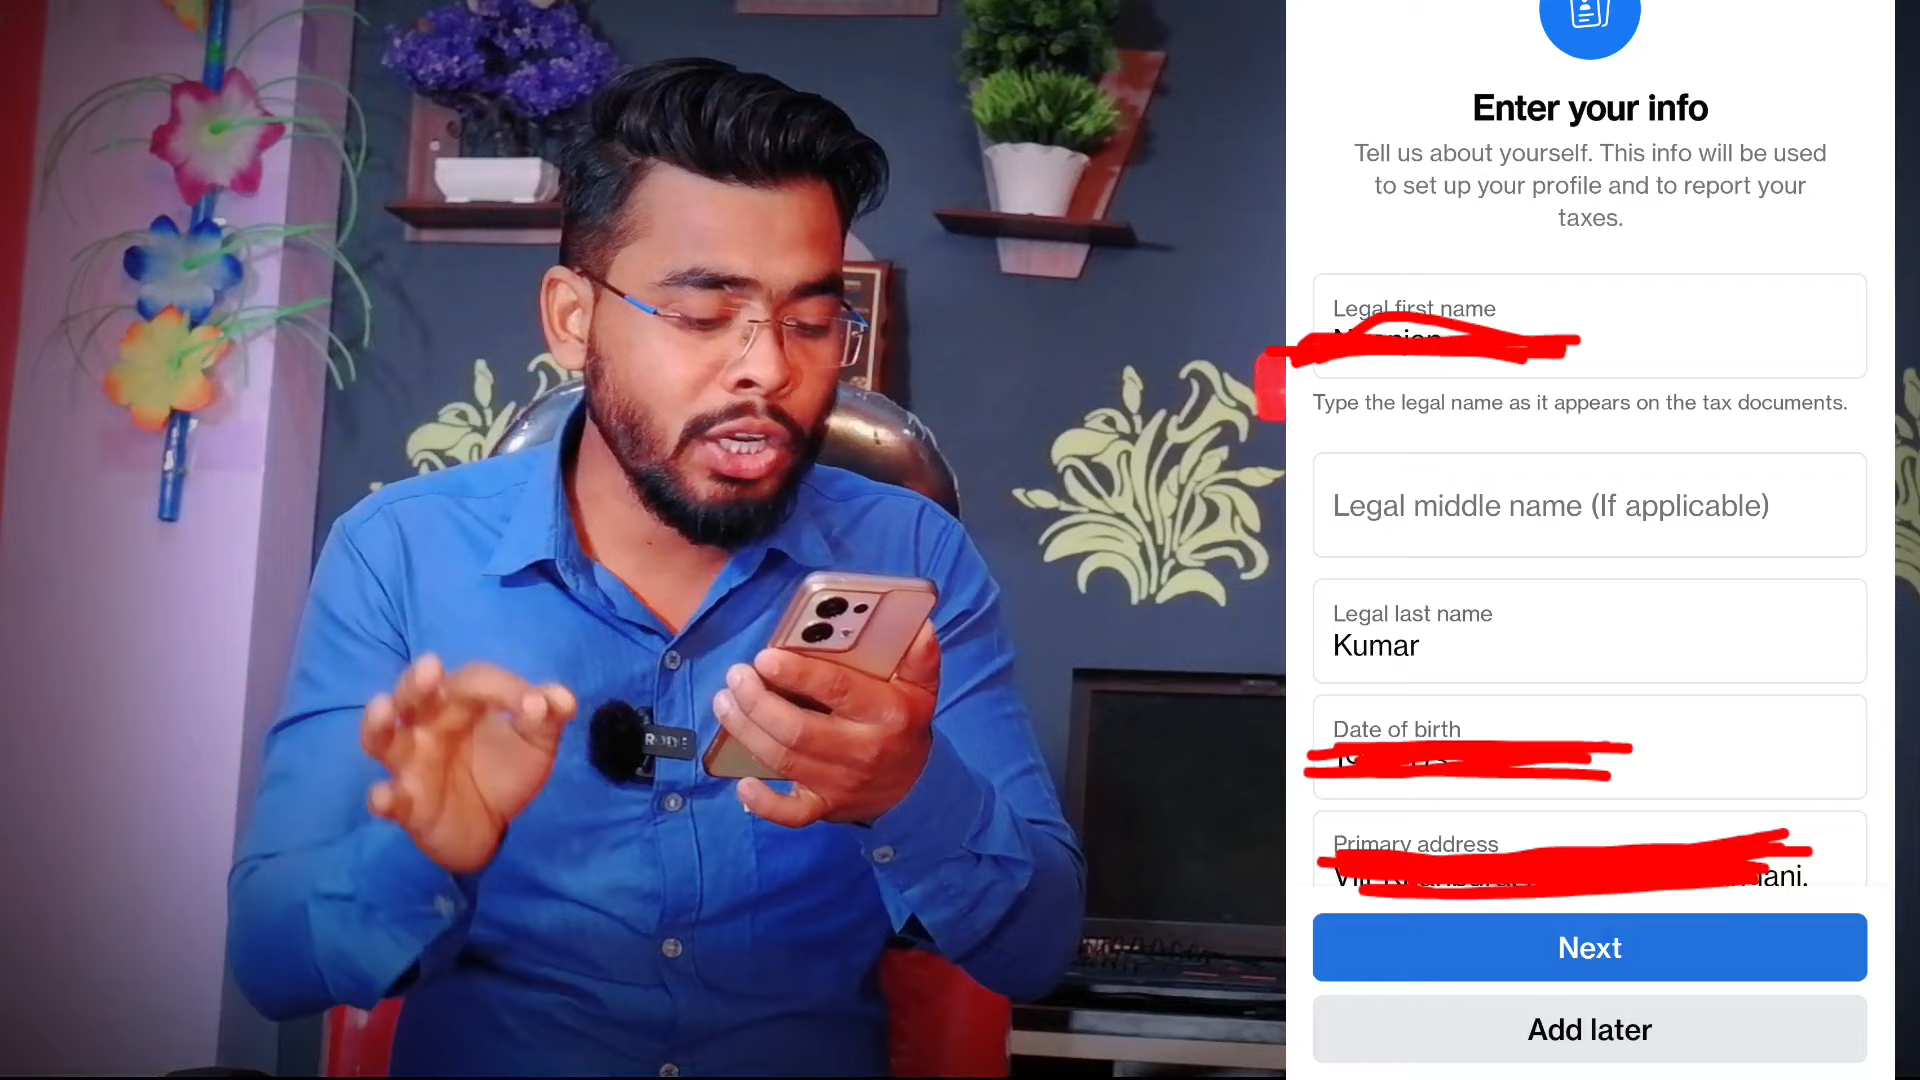 RODE
Enter your info
Tell us about yourself. This info will be used
to set up your profile and to report your
taxes.
Legal first name
Type the legal name as it appears on the tax documents.
Legal middle name (If applicable)
Legal last name
Kumar
Date of birth
Primary address
Next
Add later